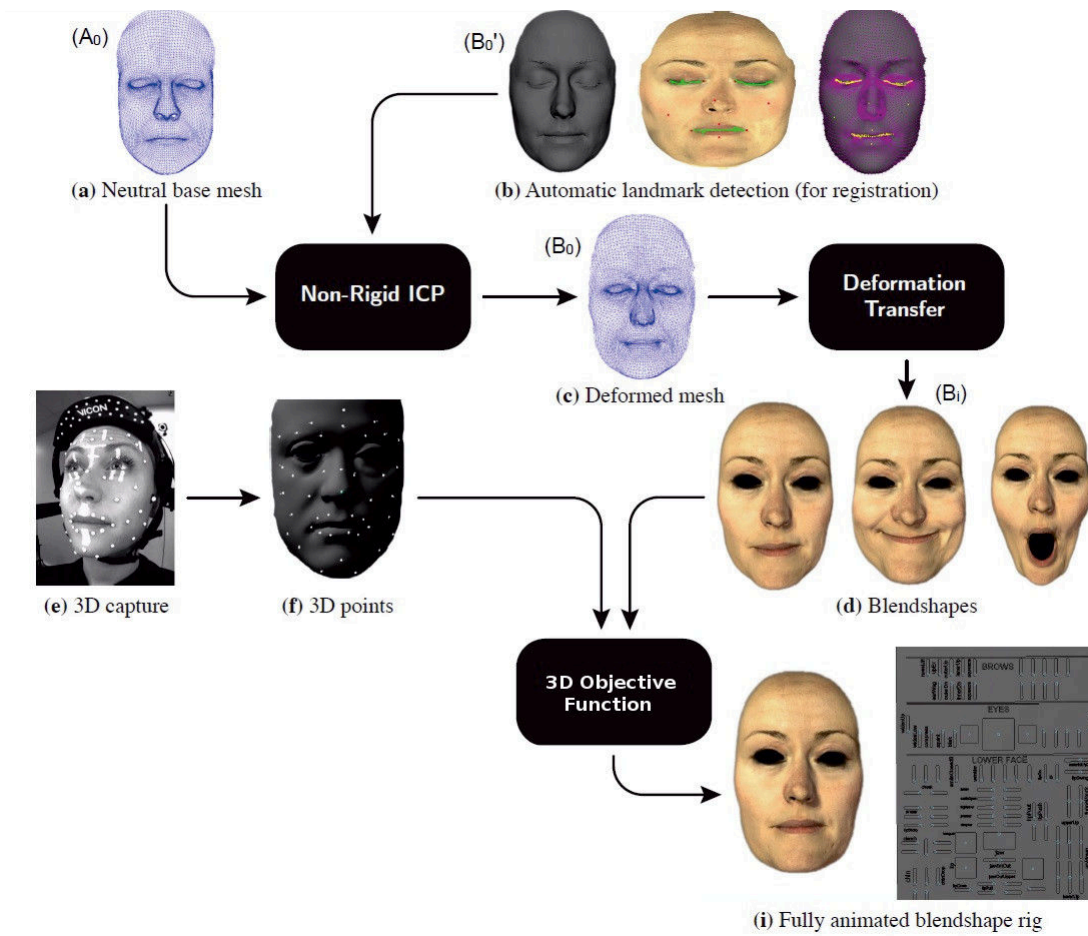 (A₀)
(B₀')
(a) Neutral base mesh
(b) Automatic landmark detection (for registration)
(B₀)
Non-Rigid ICP
Deformation
Transfer
(c) Deformed mesh
(Bᵢ)
VICON
(e) 3D capture
(f) 3D points
(d) Blendshapes
3D Objective
Function
BROWS
EYES
LOWER FACE
(i) Fully animated blendshape rig